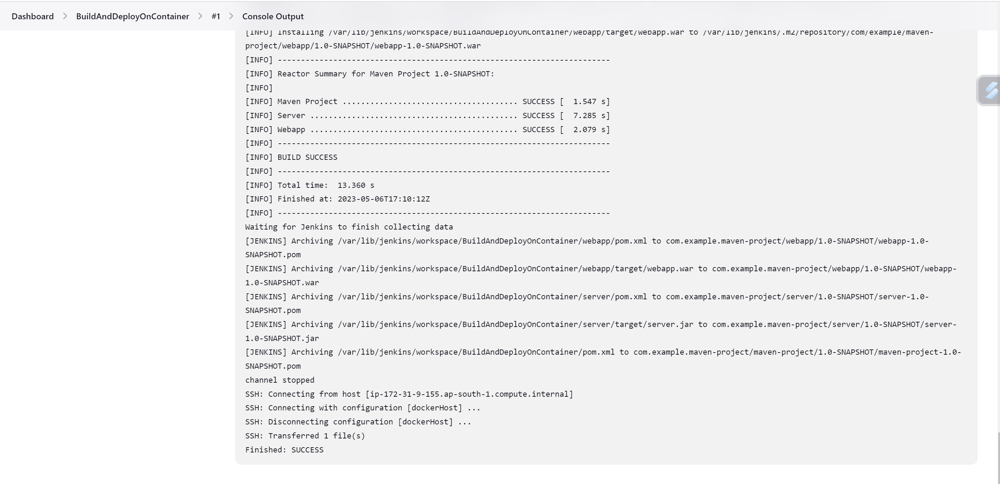 Dashboard > BuildAndDeployOnContainer > #1 > Console Output
[INFO] Installing /var/lib/jenkins/workspace/BuildAndDeployOnContainer/webapp/target/webapp.war to /var/lib/jenkins/.m2/repository/com/example/maven-
project/webapp/1.0-SNAPSHOT/webapp-1.0-SNAPSHOT.war
[INFO] ------------------------------------------------------------------------
[INFO] Reactor Summary for Maven Project 1.0-SNAPSHOT:
[INFO]
[INFO] Maven Project ...................................... SUCCESS [  1.547 s]
[INFO] Server ............................................. SUCCESS [  7.285 s]
[INFO] Webapp ............................................. SUCCESS [  2.079 s]
[INFO] ------------------------------------------------------------------------
[INFO] BUILD SUCCESS
[INFO] ------------------------------------------------------------------------
[INFO] Total time:  13.360 s
[INFO] Finished at: 2023-05-06T17:10:12Z
[INFO] ------------------------------------------------------------------------
Waiting for Jenkins to finish collecting data
[JENKINS] Archiving /var/lib/jenkins/workspace/BuildAndDeployOnContainer/webapp/pom.xml to com.example.maven-project/webapp/1.0-SNAPSHOT/webapp-1.0-
SNAPSHOT.pom
[JENKINS] Archiving /var/lib/jenkins/workspace/BuildAndDeployOnContainer/webapp/target/webapp.war to com.example.maven-project/webapp/1.0-SNAPSHOT/webapp-
1.0-SNAPSHOT.war
[JENKINS] Archiving /var/lib/jenkins/workspace/BuildAndDeployOnContainer/server/pom.xml to com.example.maven-project/server/1.0-SNAPSHOT/server-1.0-
SNAPSHOT.pom
[JENKINS] Archiving /var/lib/jenkins/workspace/BuildAndDeployOnContainer/server/target/server.jar to com.example.maven-project/server/1.0-SNAPSHOT/server-
1.0-SNAPSHOT.jar
[JENKINS] Archiving /var/lib/jenkins/workspace/BuildAndDeployOnContainer/pom.xml to com.example.maven-project/maven-project/1.0-SNAPSHOT/maven-project-1.0-
SNAPSHOT.pom
channel stopped
SSH: Connecting from host [ip-172-31-9-155.ap-south-1.compute.internal]
SSH: Connecting with configuration [dockerHost] ...
SSH: Disconnecting configuration [dockerHost] ...
SSH: Transferred 1 file(s)
Finished: SUCCESS